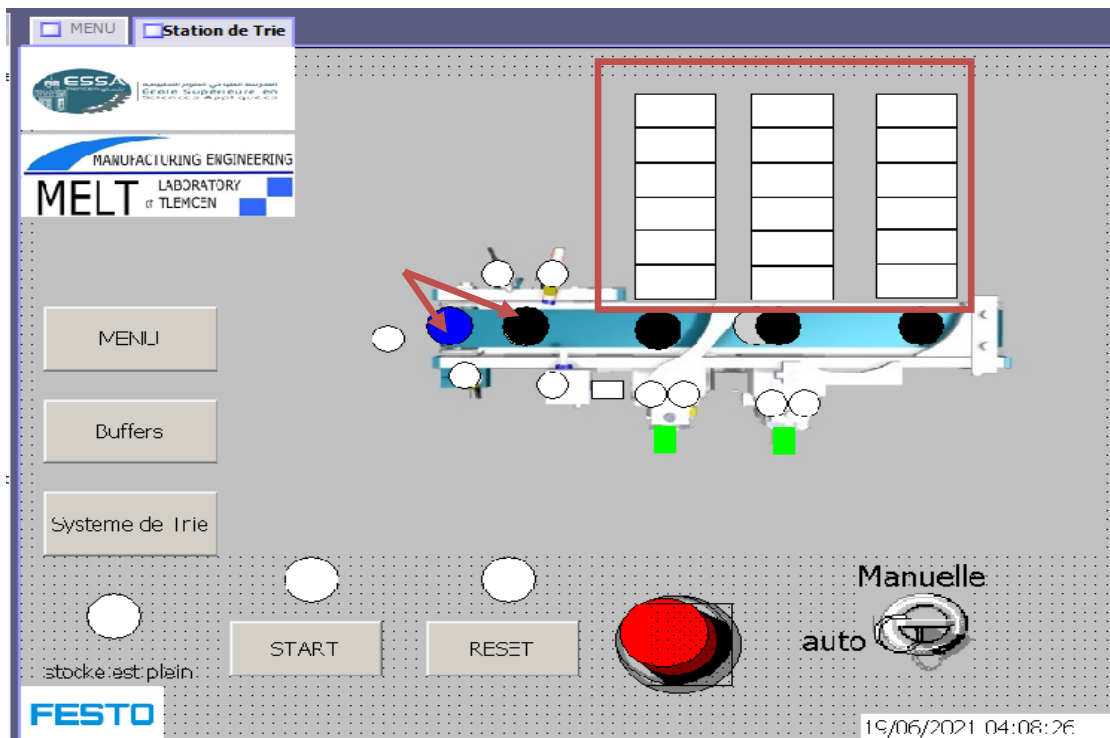 MENU
Station de Trie
ESSA
École Supérieure en
Sciences Appliquées
MANUFACTURING ENGINEERING
MELT LABORATORY
of TLEMCEN
MENU
Buffers
Systeme de Trie
Manuelle
auto
START
RESET
stocke est plein
FESTO
19/06/2021 04:08:26